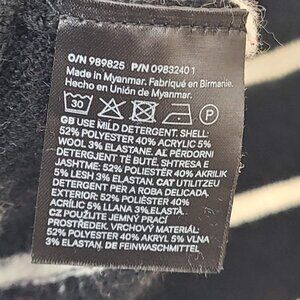 O/N 989825 P/N 09832401
Made in Myanmar. Fabriqué en Birmanie.
Hecho en Unión de Myanmar.
30 P
GB USE MILD DETERGENT. SHELL:
52% POLYESTER 40% ACRYLIC 5%
WOOL 3% ELASTANE. AL PËRDORNI
DETERGJENT TË BUTË. SHTRESA E
JASHTME: 52% POLIESTËR 40% AKRILIK
5% LESH 3% ELASTAN. CAT UTILITZEU
DETERGENT PER A ROBA DELICADA.
EXTERIOR: 52% POLIÈSTER 40%
ACRÍLIC 5% LLANA 3% ELASTÀ.
CZ POUŽIJTE JEMNÝ PRACÍ
PROSTŘEDEK. VRCHOVÝ MATERIÁL:
52% POLYESTER 40% AKRYL 5% VLNA
3% ELASTAN. DE FEINWASCHMITTEL